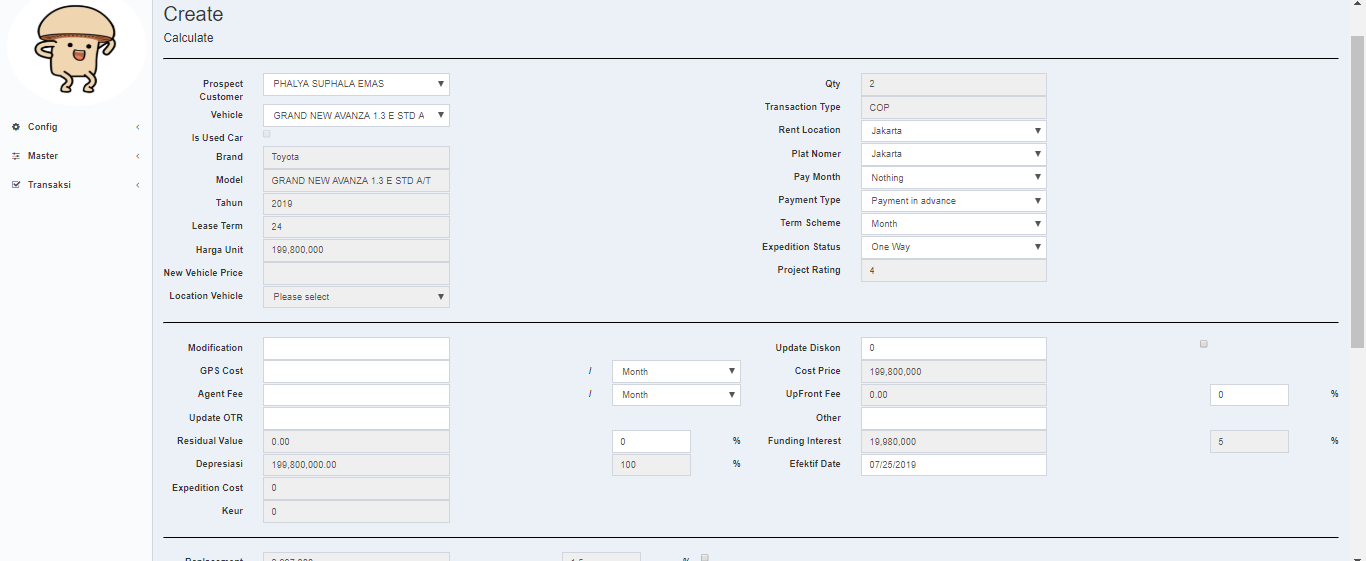 Create
Calculate
Config
Master
Transaksi
Prospect Customer PHALYA SUPHALA EMAS
Vehicle GRAND NEW AVANZA 1.3 E STD A
Is Used Car
Brand Toyota
Model GRAND NEW AVANZA 1.3 E STD A/T
Tahun 2019
Lease Term 24
Harga Unit 199,800,000
New Vehicle Price
Location Vehicle Please select
Qty 2
Transaction Type COP
Rent Location Jakarta
Plat Nomer Jakarta
Pay Month Nothing
Payment Type Payment in advance
Term Scheme Month
Expedition Status One Way
Project Rating 4
Modification
GPS Cost / Month
Agent Fee / Month
Update OTR
Residual Value 0.00 0 %
Depresiasi 199,800,000.00 100 %
Expedition Cost 0
Keur 0
Update Diskon 0
Cost Price 199,800,000
UpFront Fee 0.00 0 %
Other
Funding Interest 19,980,000 5 %
Efektif Date 07/25/2019
Replacement %